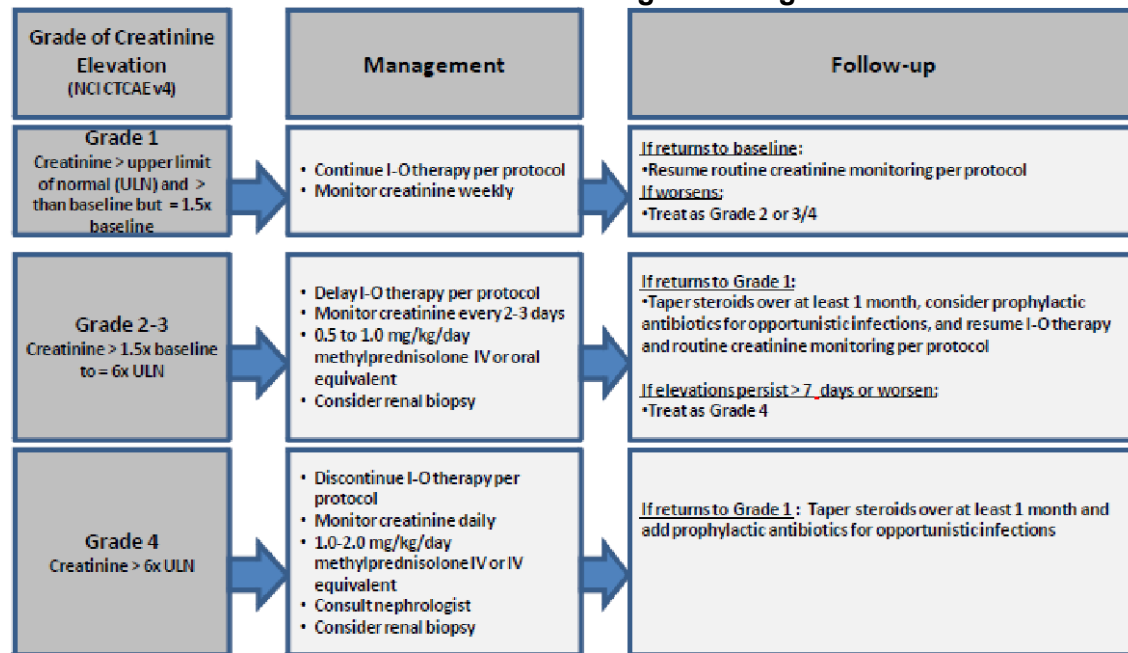 Grade of Creatinine
Elevation
(NCI CTCAE v4)
Management
Follow-up
Grade 1
Creatinine > upper limit
of normal (ULN) and >
than baseline but = 1.5x
baseline
• Continue I-O therapy per protocol
• Monitor creatinine weekly
If returns to baseline:
•Resume routine creatinine monitoring per protocol
If worsens:
•Treat as Grade 2 or 3/4
Grade 2-3
Creatinine > 1.5x baseline
to = 6x ULN
• Delay I-O therapy per protocol
• Monitor creatinine every 2-3 days
• 0.5 to 1.0 mg/kg/day
methylprednisolone IV or oral
equivalent
• Consider renal biopsy
If returns to Grade 1:
•Taper steroids over at least 1 month, consider prophylactic
antibiotics for opportunistic infections, and resume I-O therapy
and routine creatinine monitoring per protocol
If elevations persist > 7 days or worsen:
•Treat as Grade 4
Grade 4
Creatinine > 6x ULN
• Discontinue I-O therapy per
protocol
• Monitor creatinine daily
• 1.0-2.0 mg/kg/day
methylprednisolone IV or IV
equivalent
• Consult nephrologist
• Consider renal biopsy
If returns to Grade 1 : Taper steroids over at least 1 month and
add prophylactic antibiotics for opportunistic infections